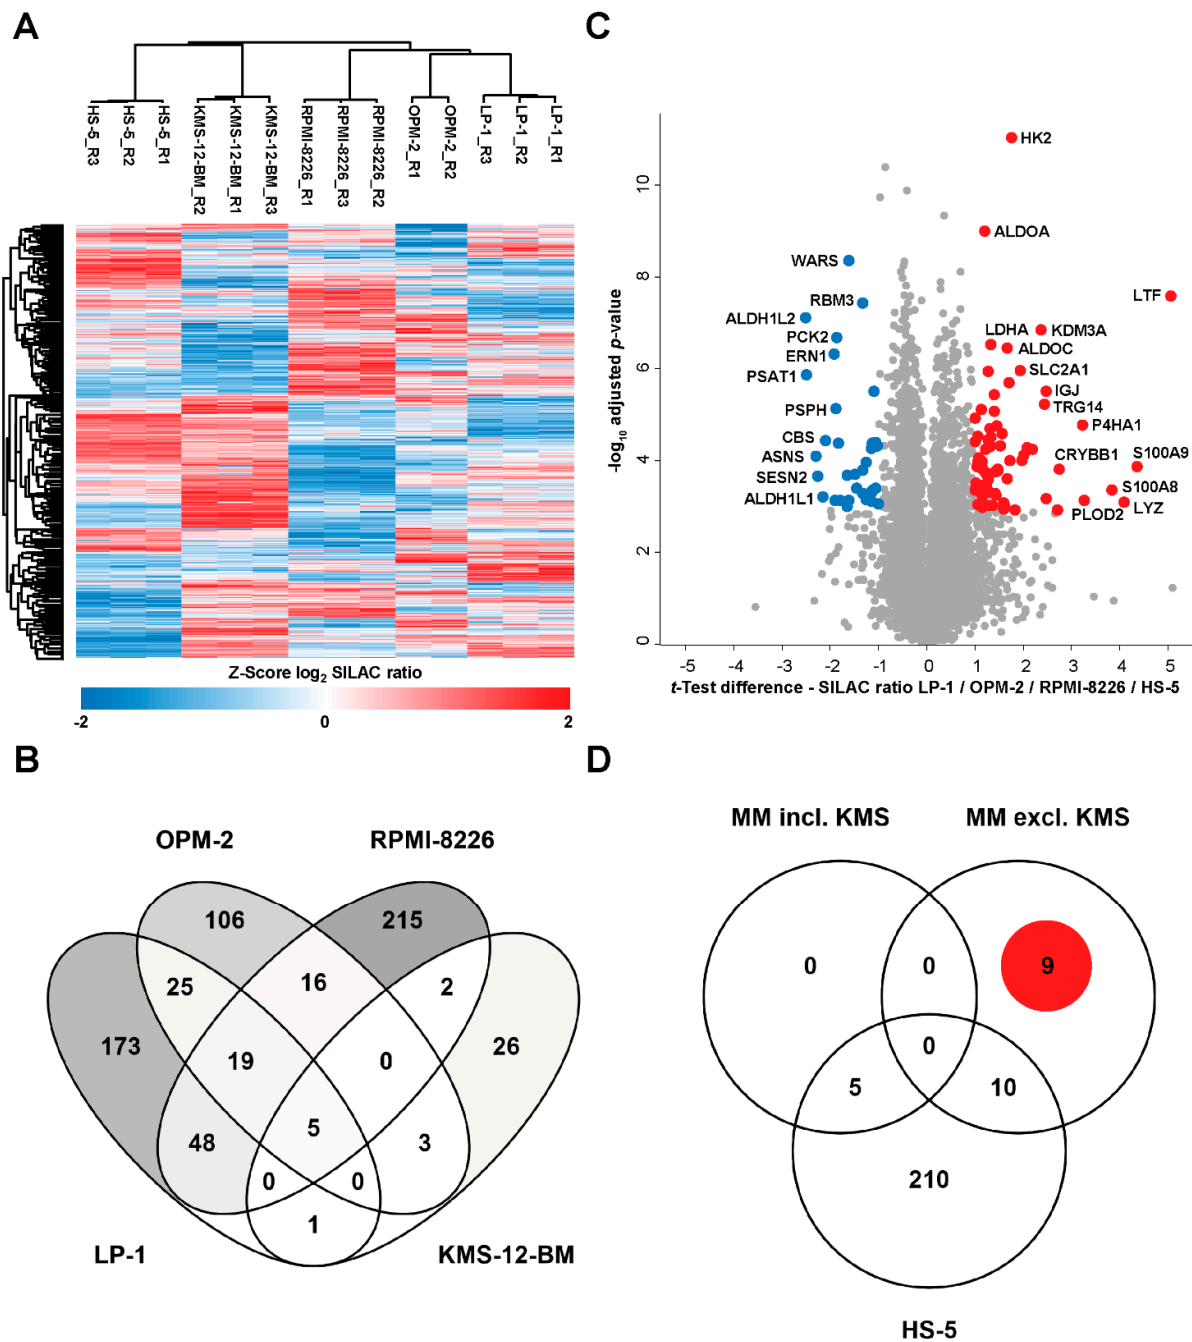 A
HS-5_R3
HS-5_R2
HS-5_R1
KMS-12-BM_R2
KMS-12-BM_R1
KMS-12-BM_R3
RPMI-8226_R1
RPMI-8226_R3
RPMI-8226_R2
OPM-2_R1
OPM-2_R2
LP-1_R3
LP-1_R2
LP-1_R1
Z-Score log2 SILAC ratio
-2 0 2
C
HK2
ALDOA
WARS
LTF
RBM3
ALDH1L2
LDHA
KDM3A
PCK2
ALDOC
ERN1
SLC2A1
PSAT1
IGJ
TRG14
PSPH
P4HA1
CBS
ASNS
CRYBB1
S100A9
SESN2
S100A8
ALDH1L1
PLOD2
LYZ
-log10 adjusted p-value
10
8
6
4
2
0
-5 -4 -3 -2 -1 0 1 2 3 4 5
t-Test difference - SILAC ratio LP-1 / OPM-2 / RPMI-8226 / HS-5
B
OPM-2 RPMI-8226
106 215
25 16 2
173 19 0 26
48 5 3
0 0
1
LP-1 KMS-12-BM
D
MM incl. KMS MM excl. KMS
0 0 9
0
5 10
210
HS-5